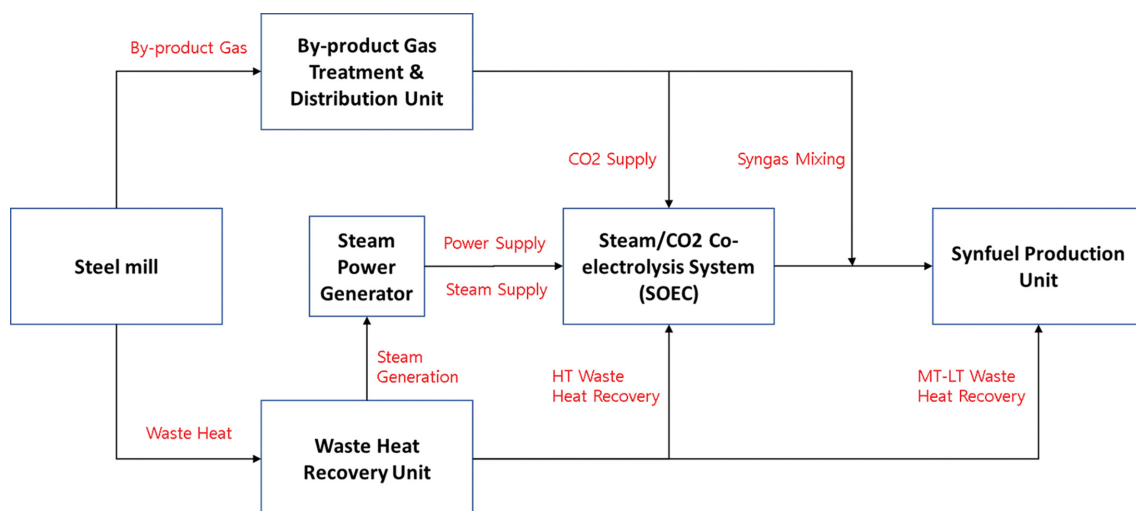 By-product Gas
By-product Gas
Treatment &
Distribution Unit
CO2 Supply
Syngas Mixing
Steel mill
Steam
Power
Generator
Power Supply
Steam Supply
Steam/CO2 Co-
electrolysis System
(SOEC)
Synfuel Production
Unit
Steam
Generation
HT Waste
Heat Recovery
MT-LT Waste
Heat Recovery
Waste Heat
Waste Heat
Recovery Unit